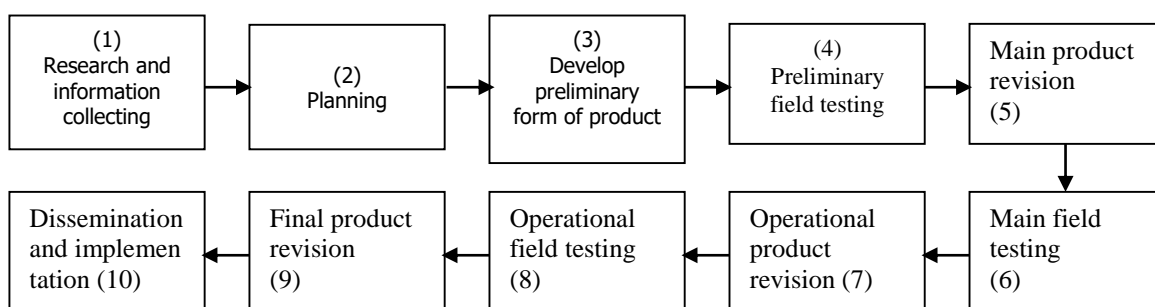 (1)
Research and
information
collecting
(2)
Planning
(3)
Develop
preliminary
form of product
(4)
Preliminary
field testing
Main product
revision
(5)
Main field
testing
(6)
Operational
product
revision (7)
Operational
field testing
(8)
Final product
revision
(9)
Dissemination
and implemen
tation (10)